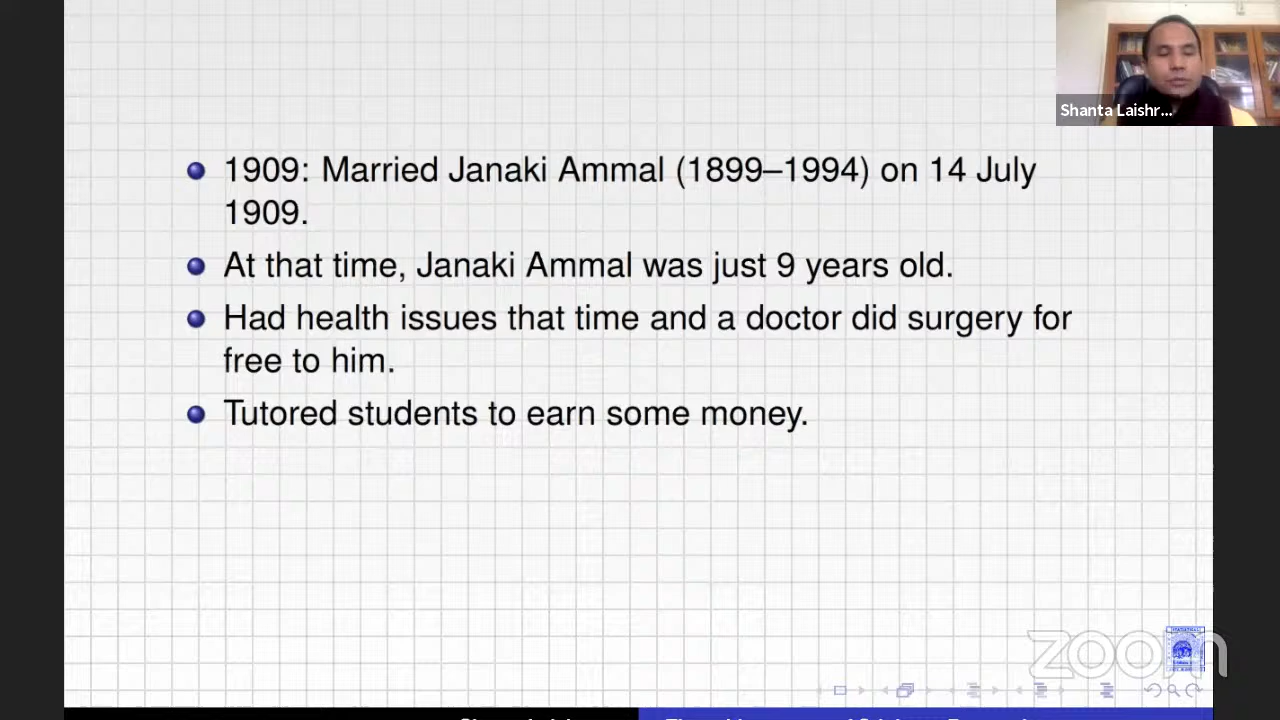 Shanta Laishr...
1909: Married Janaki Ammal (1899–1994) on 14 July
1909.
At that time, Janaki Ammal was just 9 years old.
Had health issues that time and a doctor did surgery for
free to him.
Tutored students to earn some money.
zoom